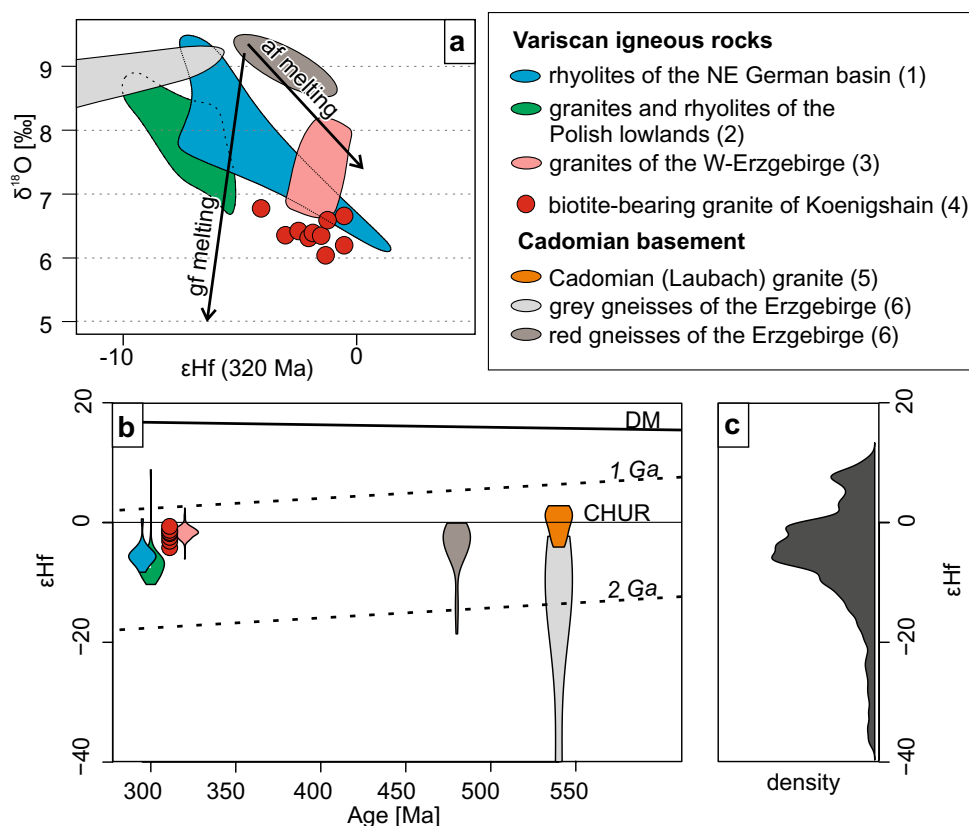 a
9
8
7
6
5
δ¹⁸O [‰]
af melting
gf melting
-10
0
εHf (320 Ma)
Variscan igneous rocks
rhyolites of the NE German basin (1)
granites and rhyolites of the
Polish lowlands (2)
granites of the W-Erzgebirge (3)
biotite-bearing granite of Koenigshain (4)
Cadomian basement
Cadomian (Laubach) granite (5)
grey gneisses of the Erzgebirge (6)
red gneisses of the Erzgebirge (6)
b
20
0
−20
−40
εHf
DM
1 Ga
CHUR
2 Ga
300
350
400
450
500
550
Age [Ma]
c
20
0
−20
−40
εHf
density